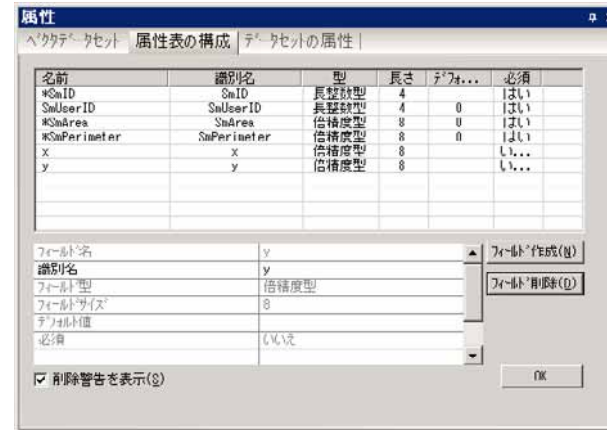 属性
ベクタデータセット 属性表の構成 データセットの属性
名前 識別名 型 長さ デフォ... 必須
*SmID SmID 長整数型 4 はい
SmUserID SmUserID 長整数型 4 0 はい
*SmArea SmArea 倍精度型 8 0 はい
*SmPerimeter SmPerimeter 倍精度型 8 0 はい
x x 倍精度型 8 い...
y y 倍精度型 8 い...
フィールド名 y
識別名 y
フィールド型 倍精度型
フィールドサイズ 8
デフォルト値
必須 いいえ
フィールド作成(N)
フィールド削除(D)
削除警告を表示(S)
OK